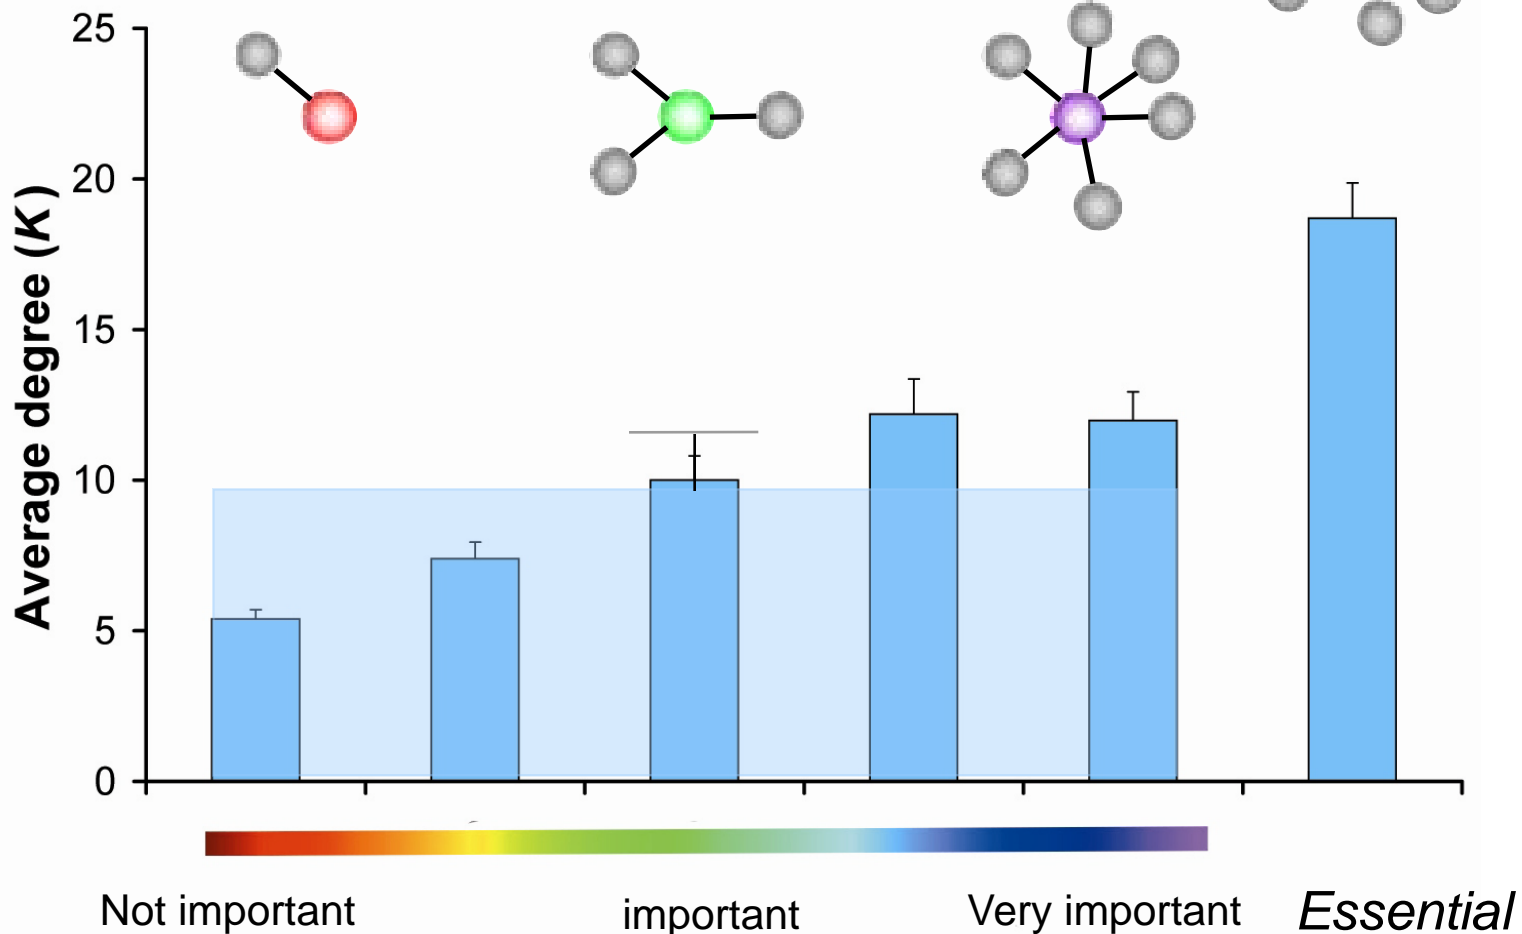 Average degree (K)
25
20
15
10
5
0
Not important
important
Very important
Essential